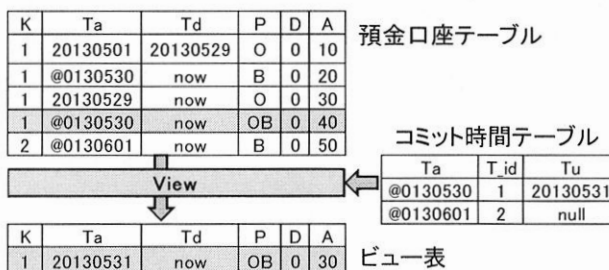 K Ta Td P D A
1 20130501 20130529 O 0 10
1 @0130530 now B 0 20
1 20130529 now O 0 30
1 @0130530 now OB 0 40
2 @0130601 now B 0 50
預金口座テーブル
コミット時間テーブル
Ta T_id Tu
@0130530 1 20130531
@0130601 2 null
View
K Ta Td P D A
1 20130531 now OB 0 30
ビュー表